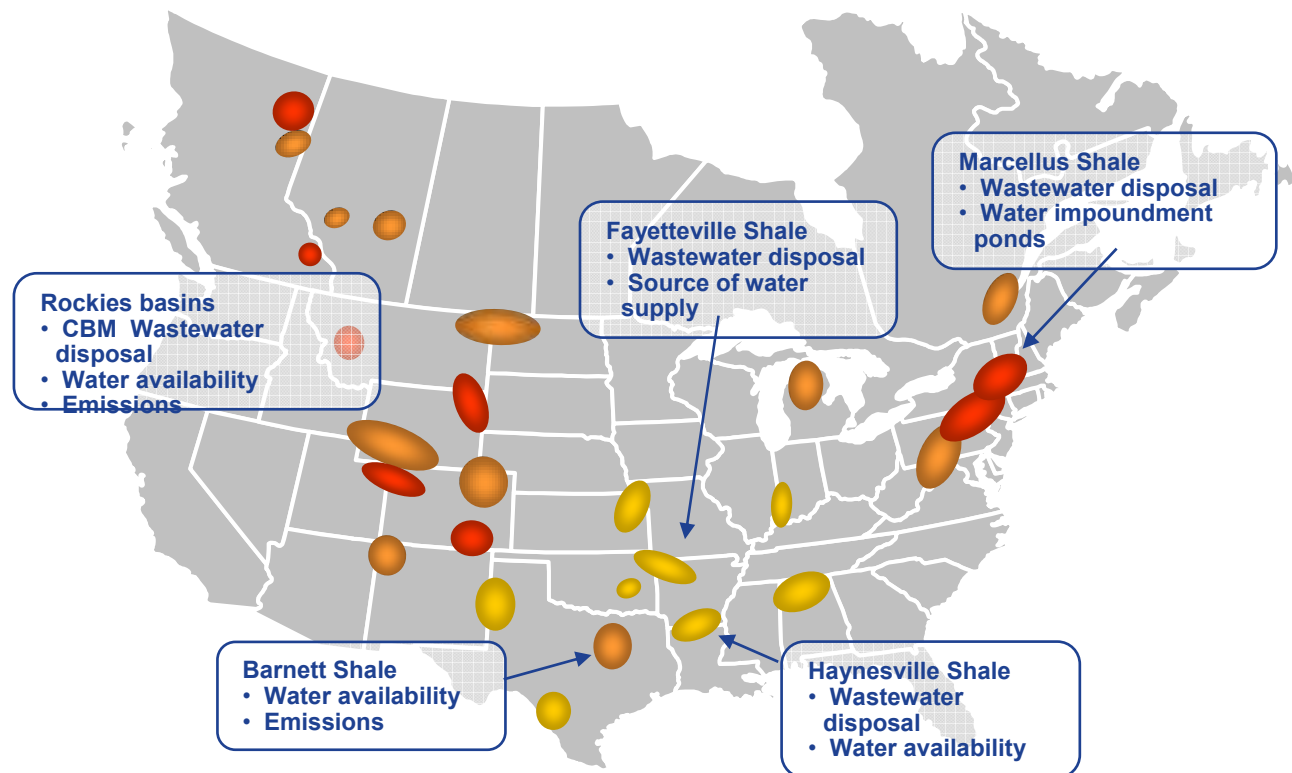 Marcellus Shale
• Wastewater disposal
• Water impoundment
ponds
Fayetteville Shale
• Wastewater disposal
• Source of water
supply
Rockies basins
• CBM Wastewater
disposal
• Water availability
• Emissions
Barnett Shale
• Water availability
• Emissions
Haynesville Shale
• Wastewater
disposal
• Water availability